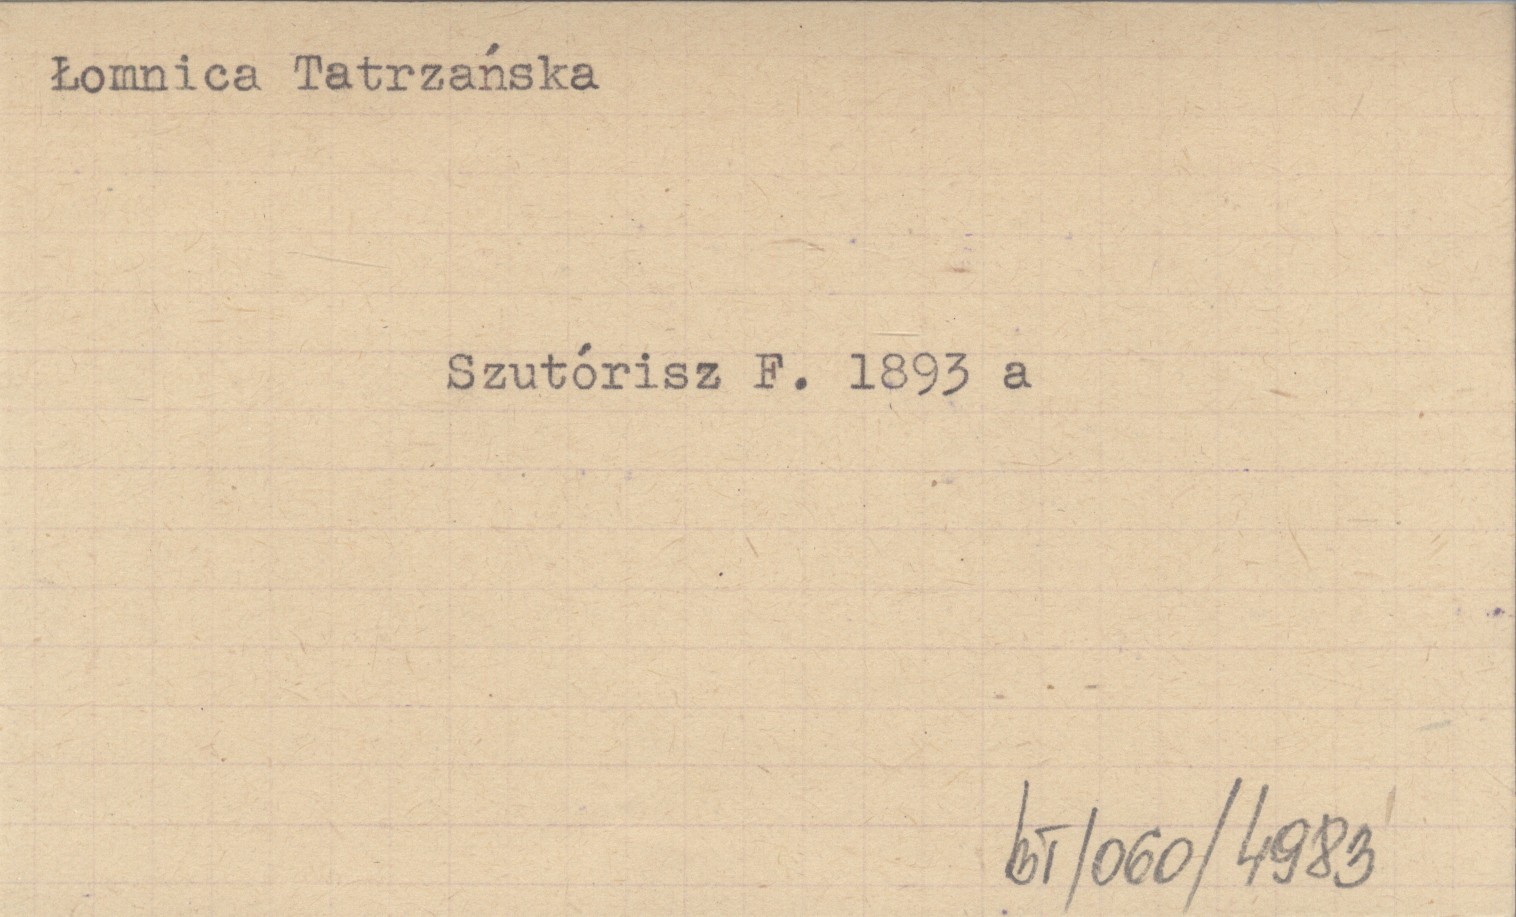 Łomnica Tatrzańska
Szutórisz F. 1893 a
bT/060/4983